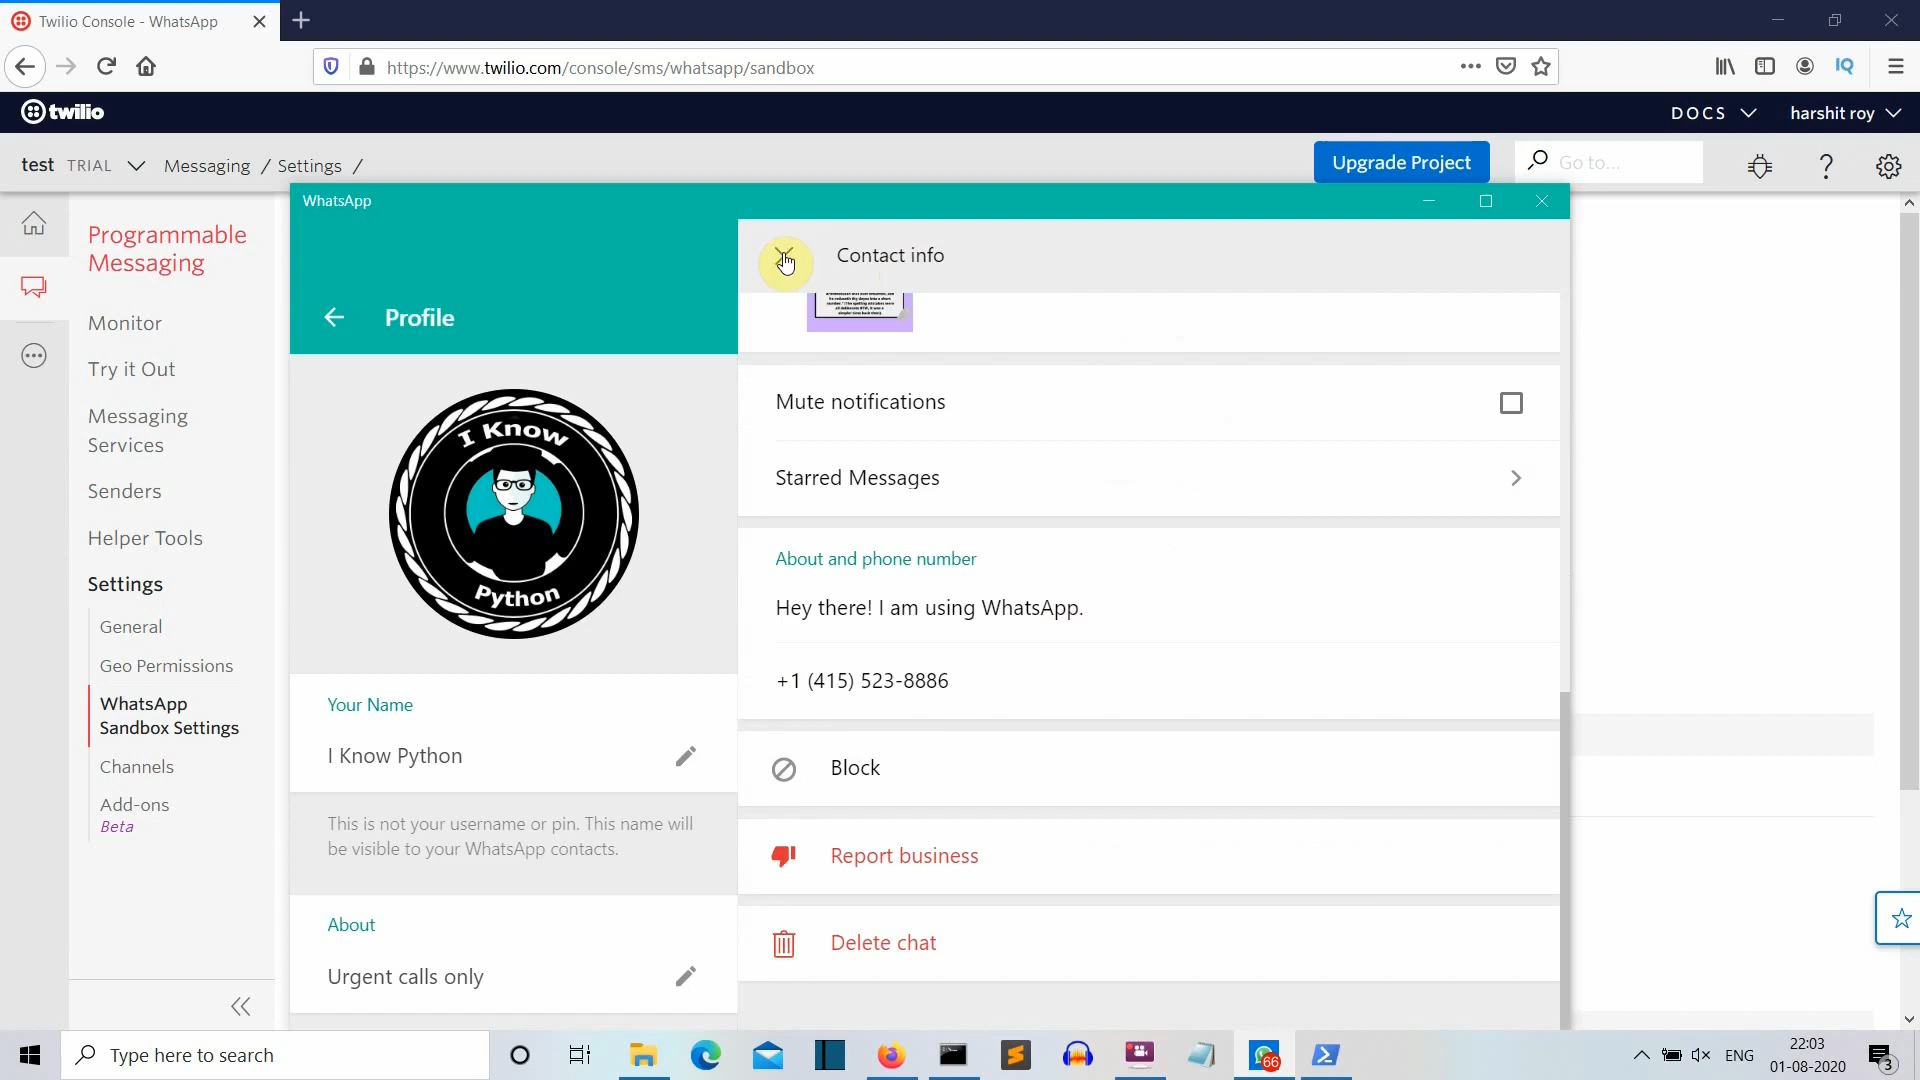 Twilio Console - WhatsApp
https://www.twilio.com/console/sms/whatsapp/sandbox
IQ
twilio
DOCS
harshit roy
test TRIAL Messaging / Settings /
Upgrade Project
Go to...
Programmable
Messaging
Monitor
Try it Out
Messaging
Services
Senders
Helper Tools
Settings
General
Geo Permissions
WhatsApp
Sandbox Settings
Channels
Add-ons
Beta
WhatsApp
Profile
I Know
Python
Your Name
I Know Python
This is not your username or pin. This name will
be visible to your WhatsApp contacts.
About
Urgent calls only
Contact info
Mute notifications
Starred Messages
About and phone number
Hey there! I am using WhatsApp.
+1 (415) 523-8886
Block
Report business
Delete chat
Type here to search
66
ENG
22:03
01-08-2020
3